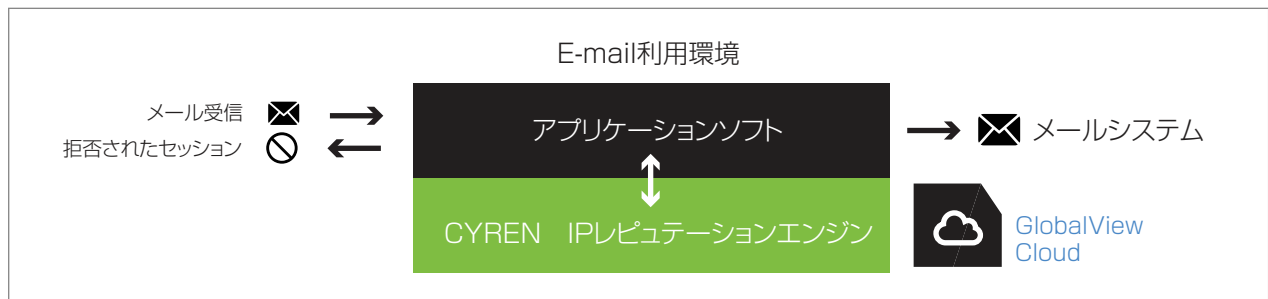 E-mail利用環境
メール受信
拒否されたセッション
アプリケーションソフト
メールシステム
CYREN　IPレピュテーションエンジン
GlobalView
Cloud